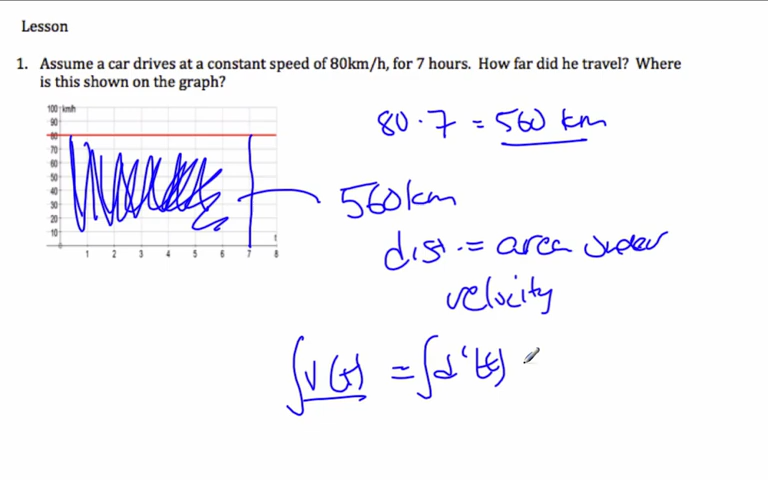 Lesson
1. Assume a car drives at a constant speed of 80km/h, for 7 hours. How far did he travel? Where
is this shown on the graph?
100 kmh
90
80
70
60
50
40
30
20
10
t
1 2 3 4 5 6 7 8
80 · 7 = 560 km
560km
dist. = area under
velocity
∫v(t) = ∫d'(t)